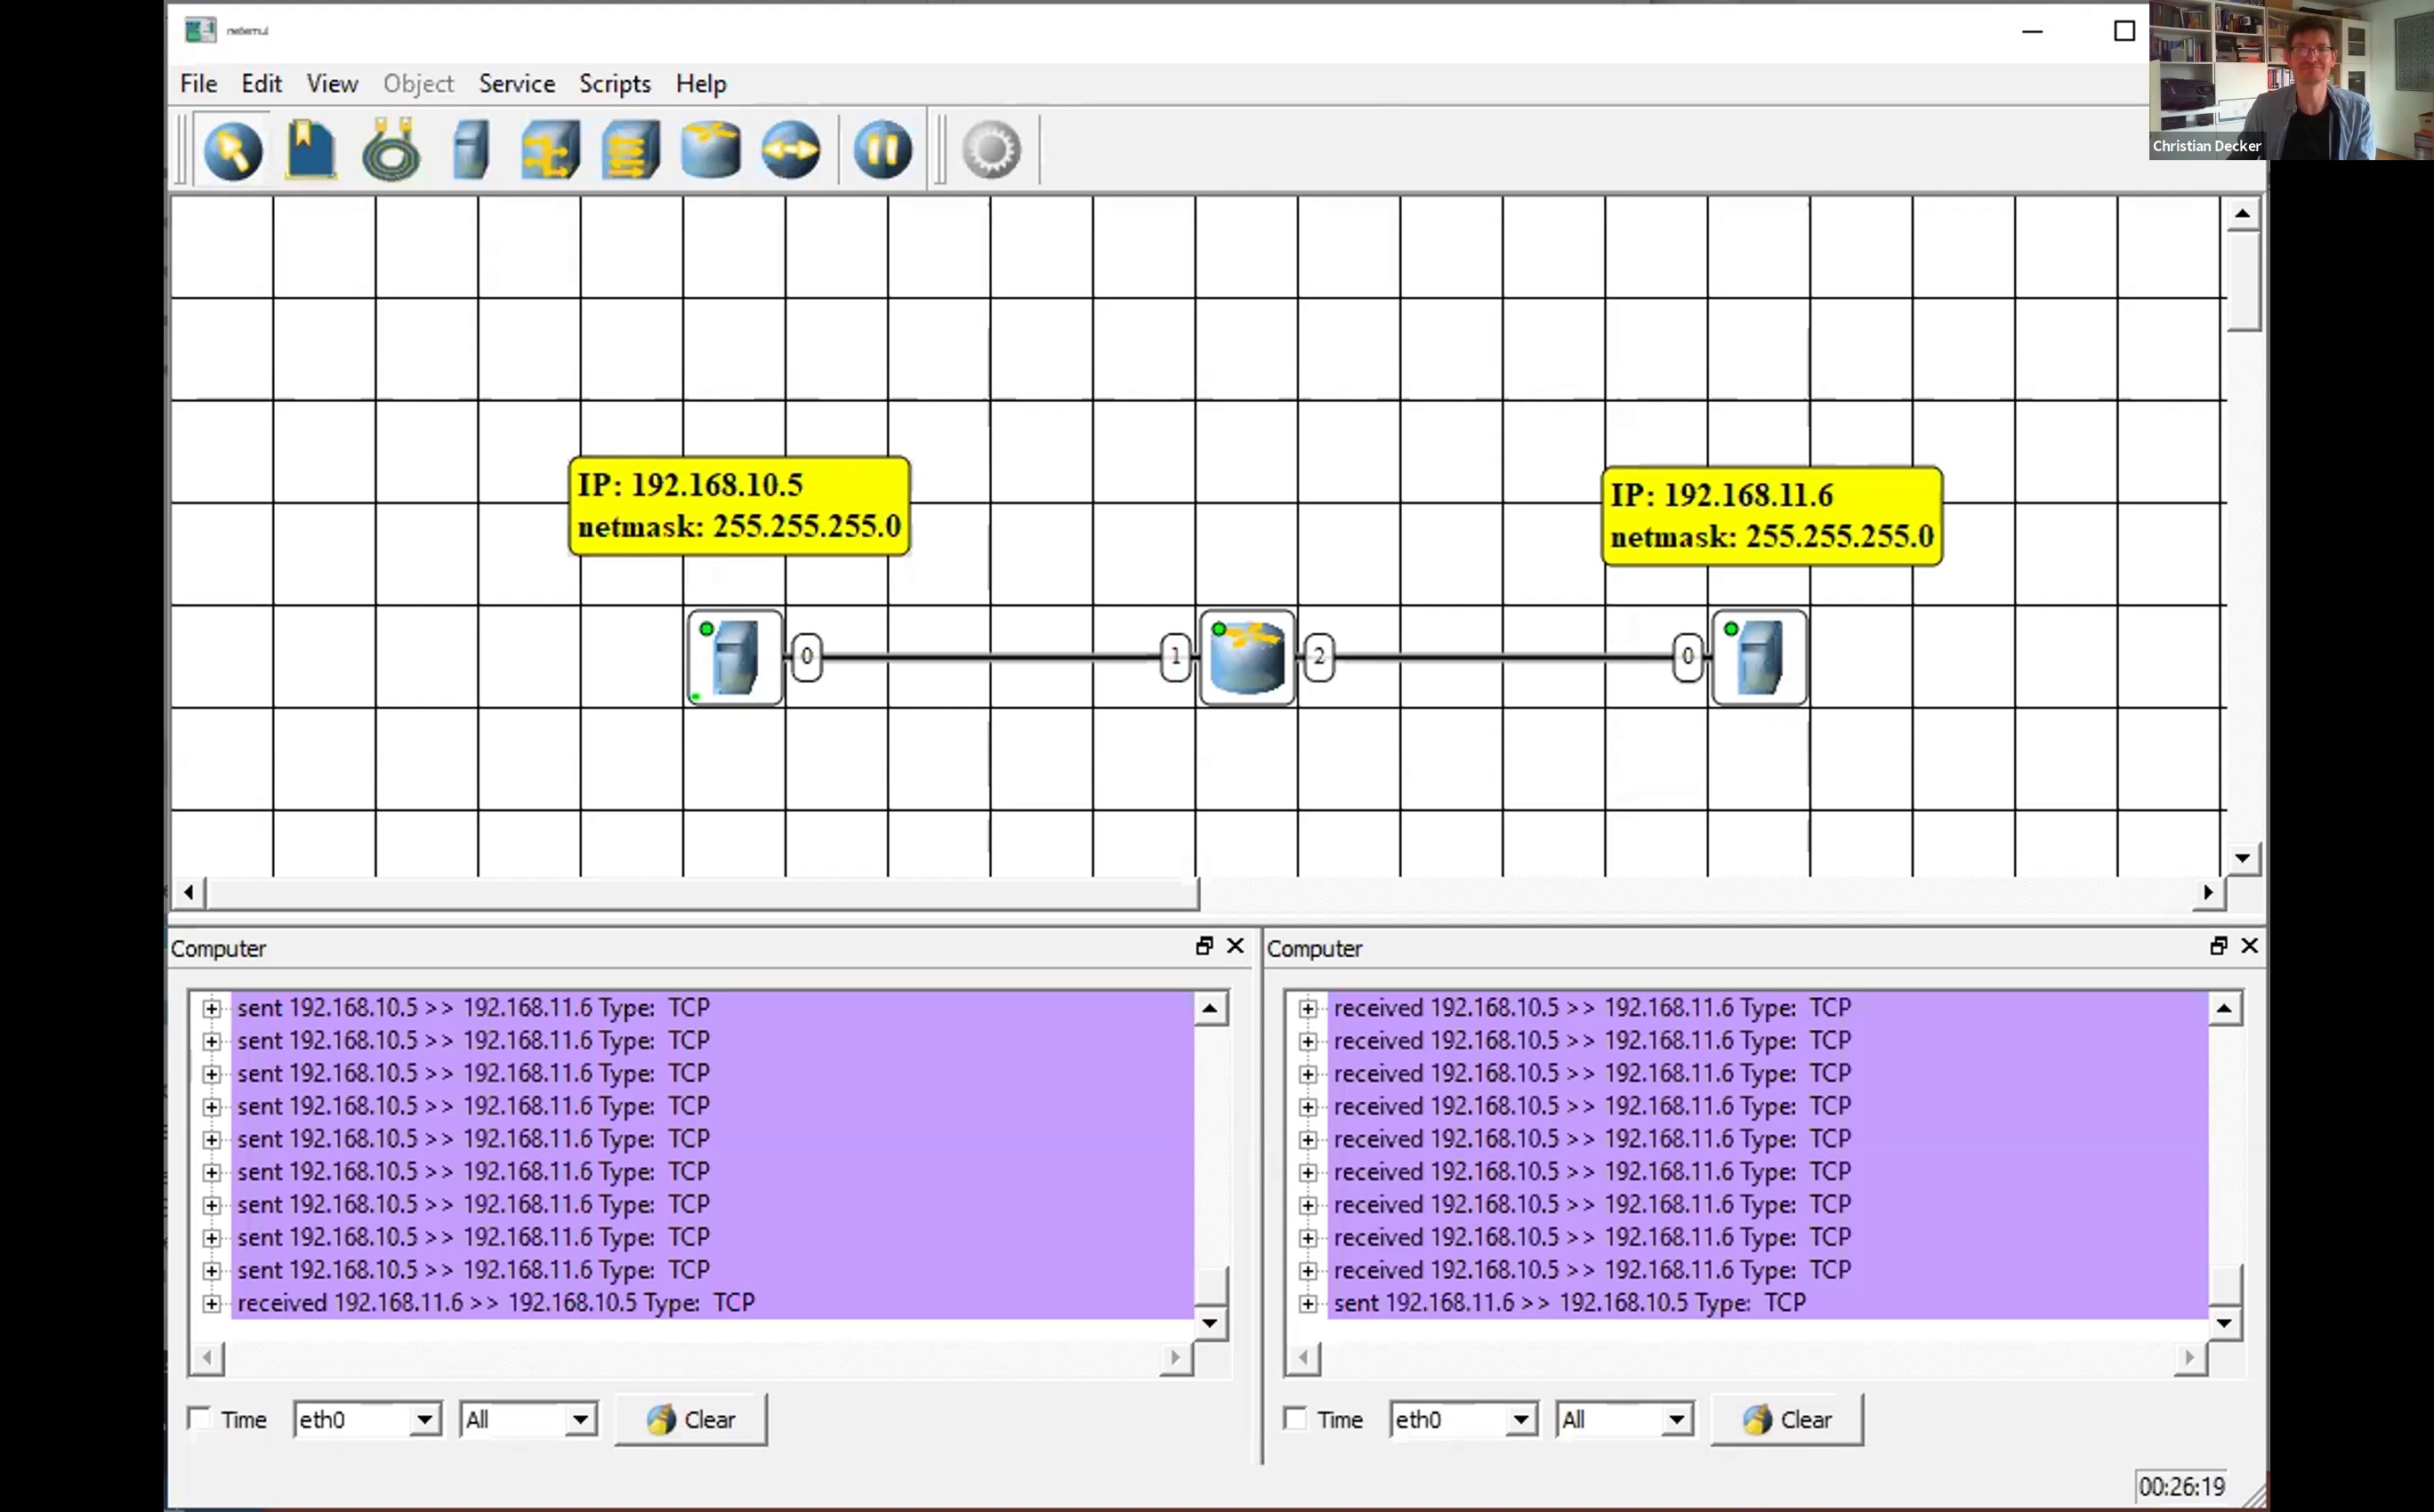 netemul
File Edit View Object Service Scripts Help
Christian Decker
IP: 192.168.10.5
netmask: 255.255.255.0
IP: 192.168.11.6
netmask: 255.255.255.0
0 1 2 0
Computer
sent 192.168.10.5 >> 192.168.11.6 Type: TCP
sent 192.168.10.5 >> 192.168.11.6 Type: TCP
sent 192.168.10.5 >> 192.168.11.6 Type: TCP
sent 192.168.10.5 >> 192.168.11.6 Type: TCP
sent 192.168.10.5 >> 192.168.11.6 Type: TCP
sent 192.168.10.5 >> 192.168.11.6 Type: TCP
sent 192.168.10.5 >> 192.168.11.6 Type: TCP
sent 192.168.10.5 >> 192.168.11.6 Type: TCP
sent 192.168.10.5 >> 192.168.11.6 Type: TCP
received 192.168.11.6 >> 192.168.10.5 Type: TCP
Time eth0 All Clear
Computer
received 192.168.10.5 >> 192.168.11.6 Type: TCP
received 192.168.10.5 >> 192.168.11.6 Type: TCP
received 192.168.10.5 >> 192.168.11.6 Type: TCP
received 192.168.10.5 >> 192.168.11.6 Type: TCP
received 192.168.10.5 >> 192.168.11.6 Type: TCP
received 192.168.10.5 >> 192.168.11.6 Type: TCP
received 192.168.10.5 >> 192.168.11.6 Type: TCP
received 192.168.10.5 >> 192.168.11.6 Type: TCP
received 192.168.10.5 >> 192.168.11.6 Type: TCP
sent 192.168.11.6 >> 192.168.10.5 Type: TCP
Time eth0 All Clear
00:26:19